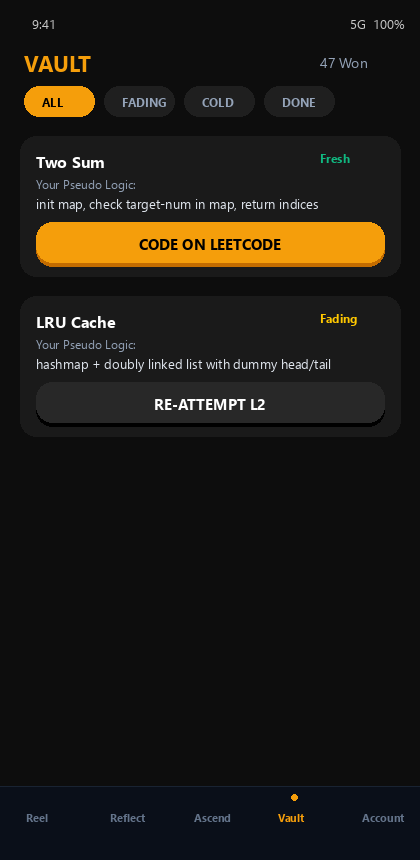 9:41 5G 100%
VAULT 47 Won
ALL FADING COLD DONE
Two Sum Fresh
Your Pseudo Logic:
init map, check target-num in map, return indices
CODE ON LEETCODE
LRU Cache Fading
Your Pseudo Logic:
hashmap + doubly linked list with dummy head/tail
RE-ATTEMPT L2
Reel Reflect Ascend Vault Account